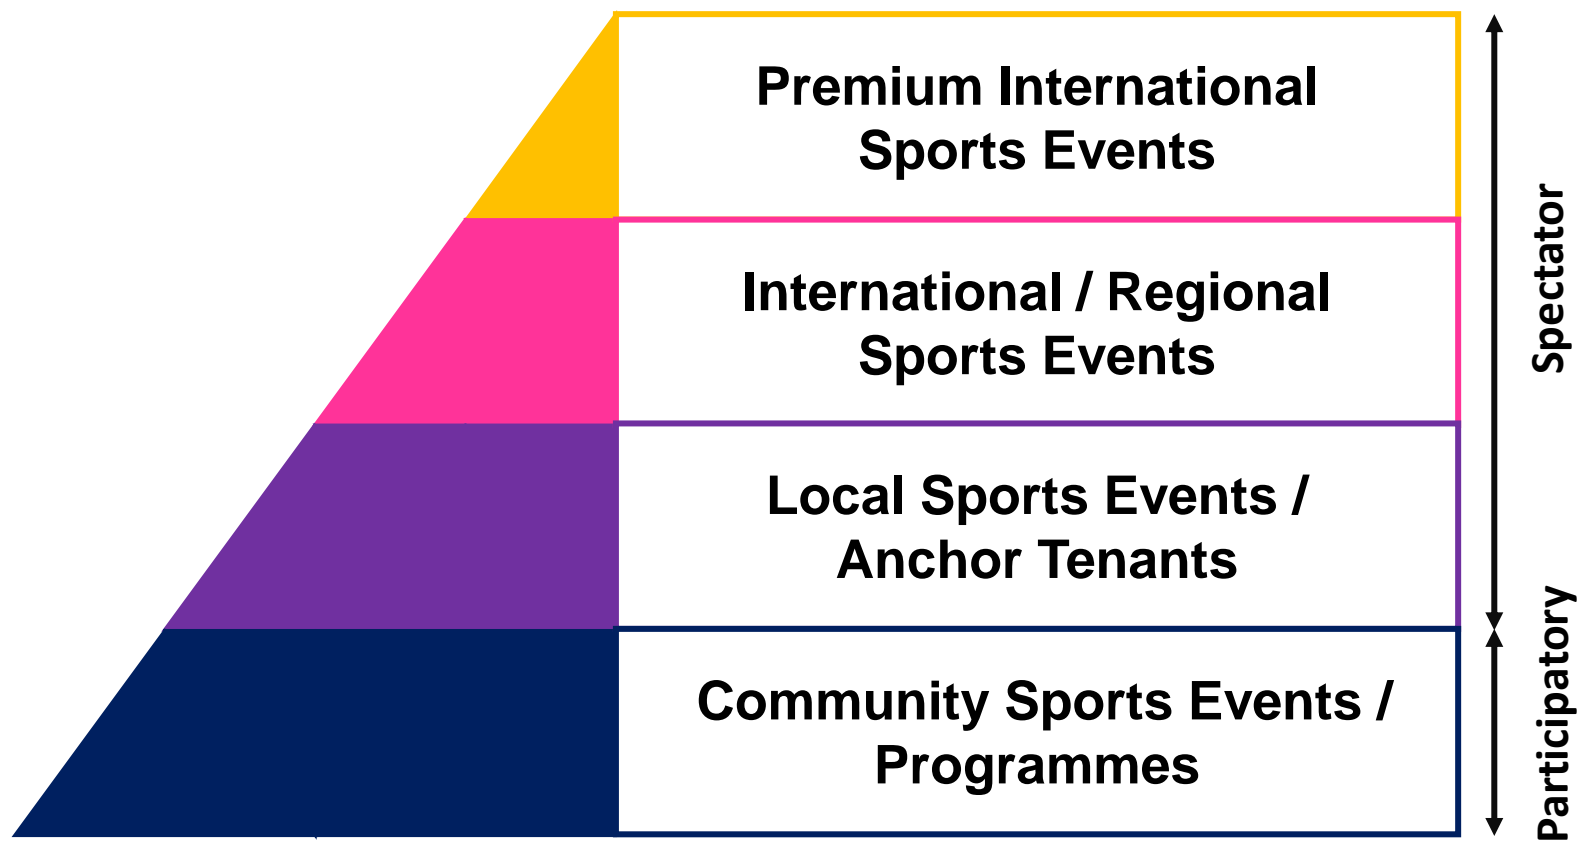 Premium International
Sports Events
International / Regional
Sports Events
Local Sports Events /
Anchor Tenants
Community Sports Events /
Programmes
Spectator
Participatory